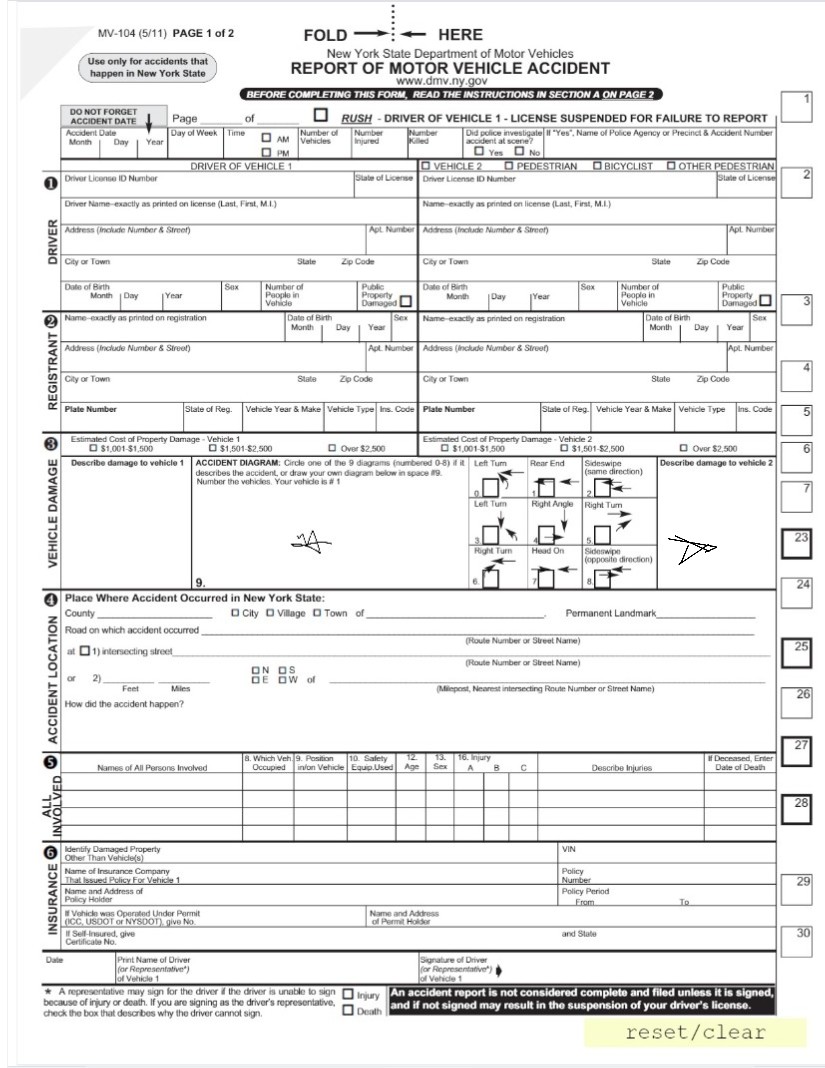 MV-104 (5/11) PAGE 1 of 2
FOLD HERE
Use only for accidents that
happen in New York State
New York State Department of Motor Vehicles
REPORT OF MOTOR VEHICLE ACCIDENT
www.dmv.ny.gov
BEFORE COMPLETING THIS FORM, READ THE INSTRUCTIONS IN SECTION A ON PAGE 2
1
DO NOT FORGET
ACCIDENT DATE
Page ______ of ______ RUSH - DRIVER OF VEHICLE 1 - LICENSE SUSPENDED FOR FAILURE TO REPORT
Accident Date Day of Week Time AM Number of Number Number Did police investigate If "Yes", Name of Police Agency or Precinct & Accident Number
Month Day Year PM Vehicles Injured Killed accident at scene? Yes No
DRIVER OF VEHICLE 1 VEHICLE 2 PEDESTRIAN BICYCLIST OTHER PEDESTRIAN
2
1
DRIVER
Driver License ID Number State of License Driver License ID Number State of License
Driver Name–exactly as printed on license (Last, First, M.I.) Name–exactly as printed on license (Last, First, M.I.)
Address (Include Number & Street) Apt. Number Address (Include Number & Street) Apt. Number
City or Town State Zip Code City or Town State Zip Code
Date of Birth Sex Number of Public Date of Birth Sex Number of Public
Month Day Year People in Property Month Day Year People in Property
Vehicle Damaged Vehicle Damaged
3
2
REGISTRANT
Name–exactly as printed on registration Date of Birth Sex Name–exactly as printed on registration Date of Birth Sex
Month Day Year Month Day Year
Address (Include Number & Street) Apt. Number Address (Include Number & Street) Apt. Number
4
City or Town State Zip Code City or Town State Zip Code
Plate Number State of Reg. Vehicle Year & Make Vehicle Type Ins. Code Plate Number State of Reg. Vehicle Year & Make Vehicle Type Ins. Code
5
3
VEHICLE DAMAGE
Estimated Cost of Property Damage - Vehicle 1 Estimated Cost of Property Damage - Vehicle 2
$1,001-$1,500 $1,501-$2,500 Over $2,500 $1,001-$1,500 $1,501-$2,500 Over $2,500
6
Describe damage to vehicle 1 ACCIDENT DIAGRAM: Circle one of the 9 diagrams (numbered 0-8) if it Left Turn Rear End Sideswipe Describe damage to vehicle 2
describes the accident, or draw your own diagram below in space #9. (same direction)
Number the vehicles. Your vehicle is # 1
0. 1. 2.
7
Left Turn Right Angle Right Turn
3. 4. 5.
23
Right Turn Head On Sideswipe
(opposite direction)
9. 6. 7. 8.
24
4
ACCIDENT LOCATION
Place Where Accident Occurred in New York State:
County ______ City Village Town of ______ . Permanent Landmark______
Road on which accident occurred ______
(Route Number or Street Name)
25
at 1) intersecting street______
(Route Number or Street Name)
or 2) ______ ______ N S
E W of ______
Feet Miles (Milepost, Nearest intersecting Route Number or Street Name)
26
How did the accident happen?
27
5
ALL INVOLVED
Names of All Persons Involved 8. Which Veh. Occupied 9. Position in/on Vehicle 10. Safety Equip.Used 12. Age 13. Sex 16. Injury A B C Describe Injuries If Deceased, Enter Date of Death
28
6
INSURANCE
Identify Damaged Property VIN
Other Than Vehicle(s)
Name of Insurance Company Policy
That Issued Policy For Vehicle 1 Number
29
Name and Address of Policy Period
Policy Holder From To
If Vehicle was Operated Under Permit Name and Address
(ICC, USDOT or NYSDOT), give No. of Permit Holder
If Self-Insured, give and State
Certificate No.
30
Date Print Name of Driver Signature of Driver
(or Representative*) (or Representative*)
of Vehicle 1 of Vehicle 1
* A representative may sign for the driver if the driver is unable to sign Injury An accident report is not considered complete and filed unless it is signed,
because of injury or death. If you are signing as the driver's representative, and if not signed may result in the suspension of your driver's license.
check the box that describes why the driver cannot sign. Death
reset/clear